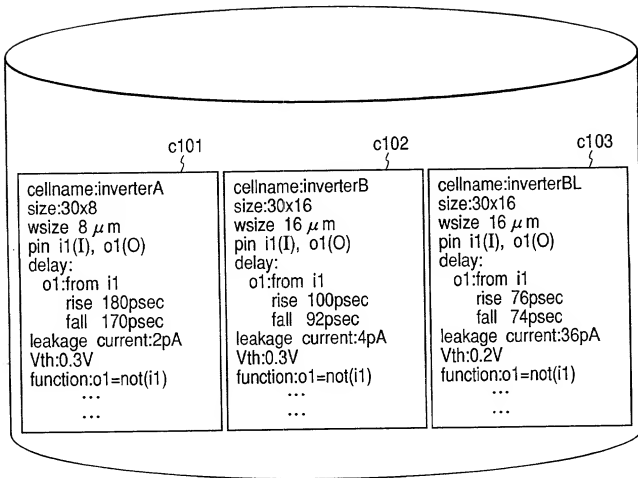 c101
cellname:inverterA
size:30x8
wsize 8 μm
pin i1(I), o1(O)
delay:
o1:from i1
rise 180psec
fall 170psec
leakage current:2pA
Vth:0.3V
function:o1=not(i1)
...
...
c102
cellname:inverterB
size:30x16
wsize 16 μm
pin i1(I), o1(O)
delay:
o1:from i1
rise 100psec
fall 92psec
leakage current:4pA
Vth:0.3V
function:o1=not(i1)
...
...
c103
cellname:inverterBL
size:30x16
wsize 16 μm
pin i1(I), o1(O)
delay:
o1:from i1
rise 76psec
fall 74psec
leakage current:36pA
Vth:0.2V
function:o1=not(i1)
...
...